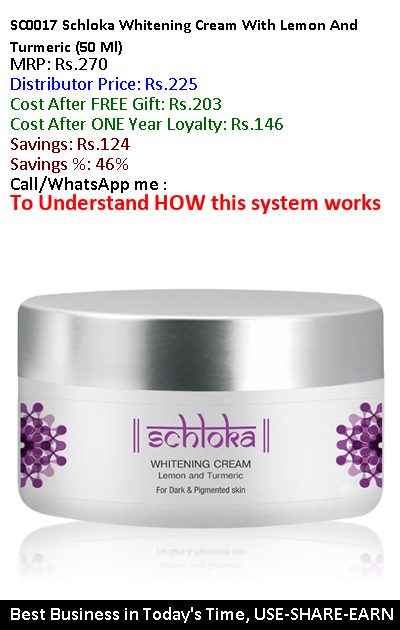 SC0017 Schloka Whitening Cream With Lemon And
Turmeric (50 Ml)
MRP: Rs.270
Distributor Price: Rs.225
Cost After FREE Gift: Rs.203
Cost After ONE Year Loyalty: Rs.146
Savings: Rs.124
Savings %: 46%
Call/WhatsApp me :
To Understand HOW this system works
|| schloka ||
WHITENING CREAM
Lemon and Turmeric
For Dark & Pigmented skin
Best Business in Today's Time, USE-SHARE-EARN